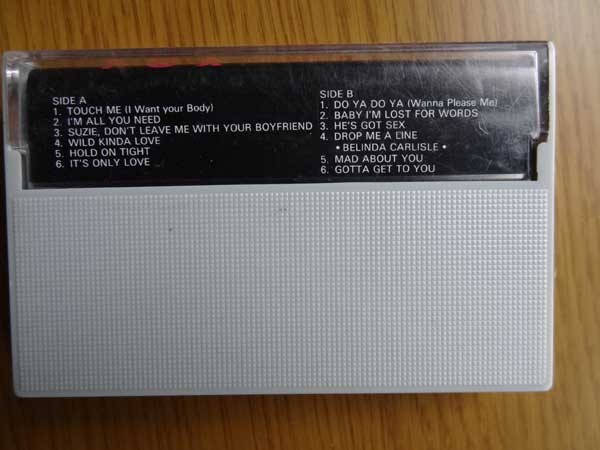 SIDE A
1. TOUCH ME (I Want your Body)
2. I'M ALL YOU NEED
3. SUZIE, DON'T LEAVE ME WITH YOUR BOYFRIEND
4. WILD KINDA LOVE
5. HOLD ON TIGHT
6. IT'S ONLY LOVE
SIDE B
1. DO YA DO YA (Wanna Please Me)
2. BABY I'M LOST FOR WORDS
3. HE'S GOT SEX
4. DROP ME A LINE
• BELINDA CARLISLE •
5. MAD ABOUT YOU
6. GOTTA GET TO YOU